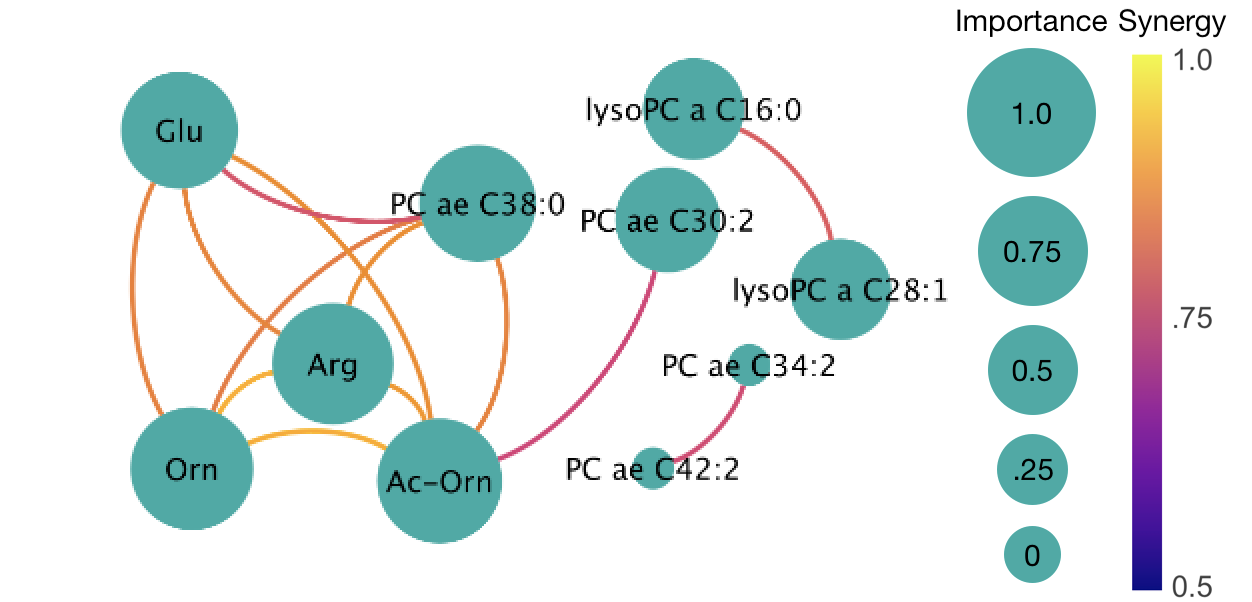 Importance Synergy
Glu
lysoPC a C16:0
1.0
1.0
PC ae C38:0
PC ae C30:2
0.75
lysoPC a C28:1
.75
Arg
PC ae C34:2
0.5
Orn
Ac-Orn
PC ae C42:2
.25
0
0.5